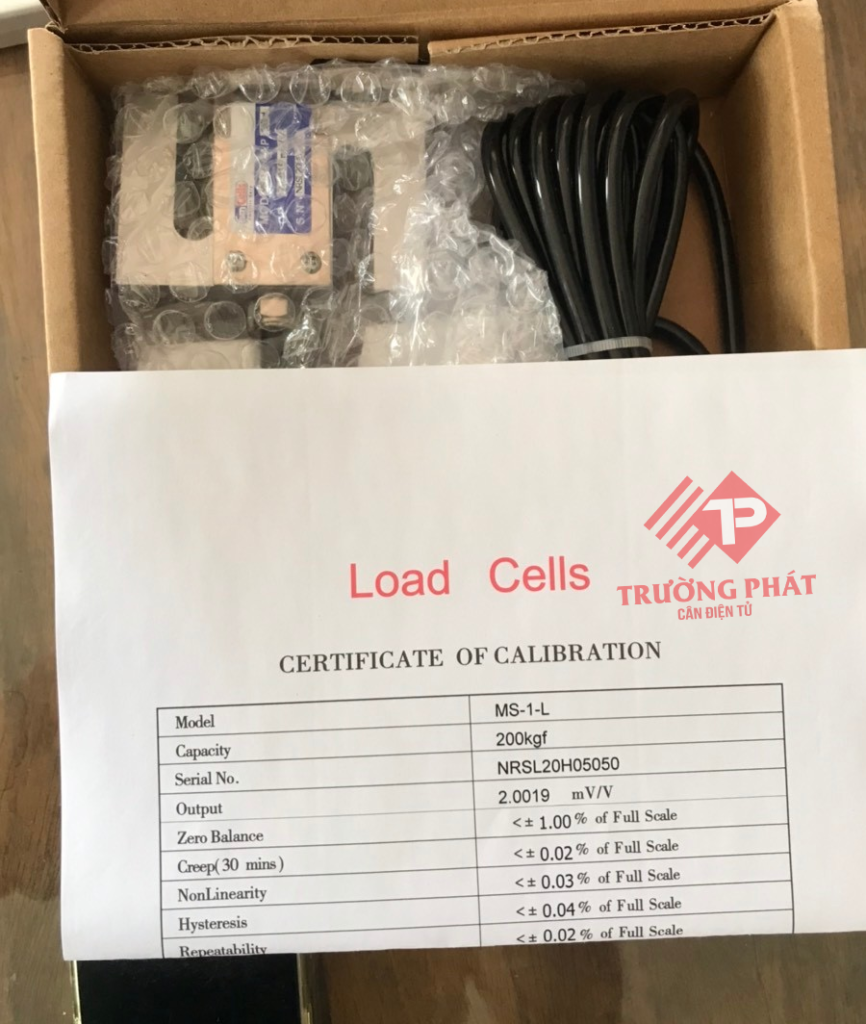 S.N
TP
Load Cells
TRƯỜNG PHÁT
CÂN ĐIỆN TỬ
CERTIFICATE OF CALIBRATION
Model MS-1-L
Capacity 200kgf
Serial No. NRSL20H05050
Output 2.0019 mV/V
Zero Balance <± 1.00 % of Full Scale
Creep( 30 mins) <± 0.02 % of Full Scale
NonLinearity <± 0.03 % of Full Scale
Hysteresis <± 0.04 % of Full Scale
Repeatability <± 0.02 % of Full Scale